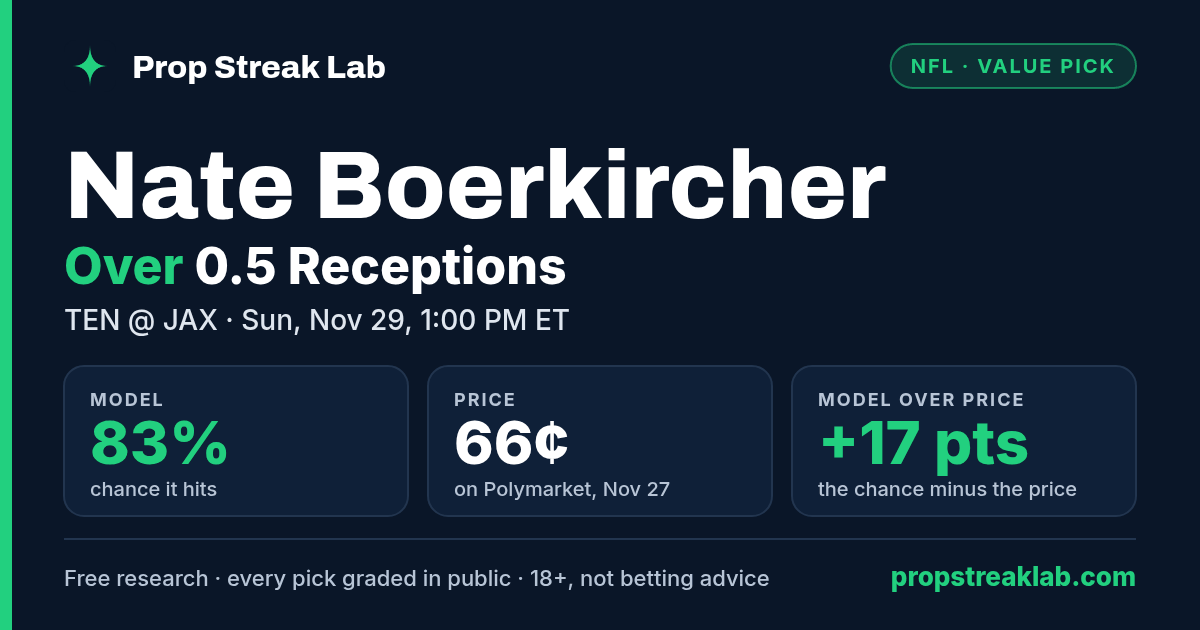 Prop Streak Lab
NFL · VALUE PICK
Nate Boerkircher
Over 0.5 Receptions
TEN @ JAX · Sun, Nov 29, 1:00 PM ET
MODEL
83%
chance it hits
PRICE
66¢
on Polymarket, Nov 27
MODEL OVER PRICE
+17 pts
the chance minus the price
Free research · every pick graded in public · 18+, not betting advice
propstreaklab.com